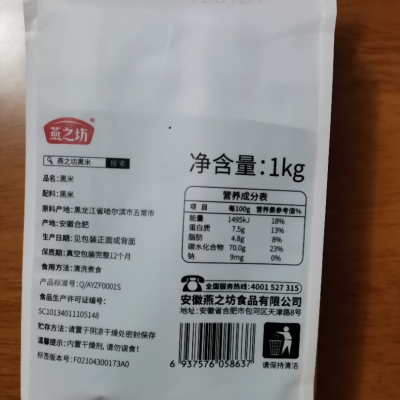 燕之坊®
燕之坊黑米 搜索
净含量:1kg
品名:黑米
配料:黑米
原料产地:黑龙江省哈尔滨市五常市
产地:安徽合肥
生产日期:见包装正面或背面
保质期:真空包装完整12个月
食用方法:清洗煮食
产品标准号:Q/AYZF0001S
食品生产许可证编号:
SC10134011105148
贮存方法:请置于阴凉干燥处密封保存
温馨提示:内置干燥剂,请勿误食!
标签版本号:F02104300173A0
营养成分表
项目 每100g 营养素参考值%
能量 1495kJ 18%
蛋白质 7.5g 13%
脂肪 4.8g 8%
碳水化合物 70.0g 23%
钠 9mg 0%
全国服务热线:4001 527 315
安徽燕之坊食品有限公司
地址:安徽省合肥市包河区天津路8号
6 937576 058637
请保持清洁